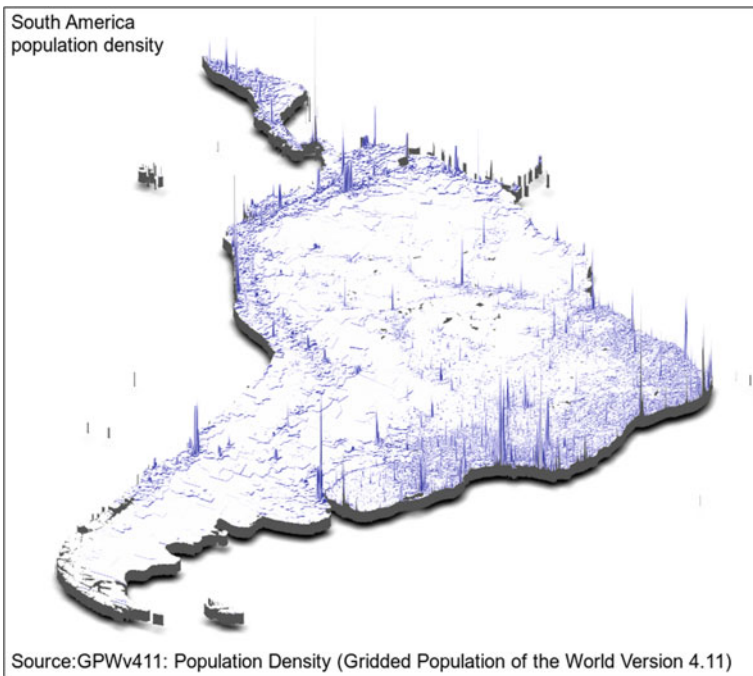 South America
population density
Source:GPWv411: Population Density (Gridded Population of the World Version 4.11)